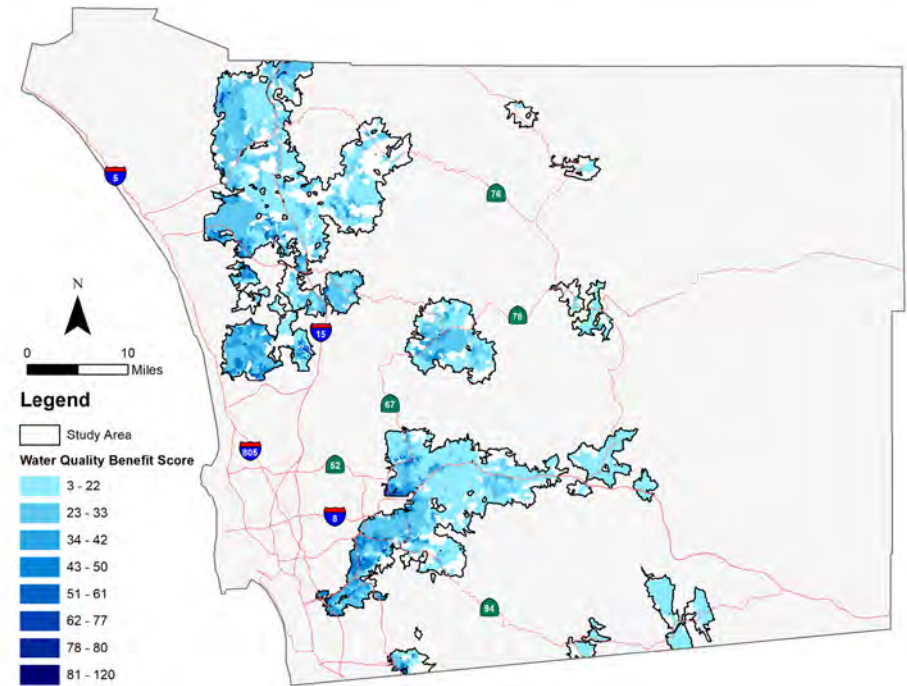 5
76
78
N
15
0 10
Miles
Legend
67
Study Area
805
Water Quality Benefit Score
52
3 - 22
23 - 33
8
34 - 42
43 - 50
51 - 61
94
62 - 77
78 - 80
81 - 120